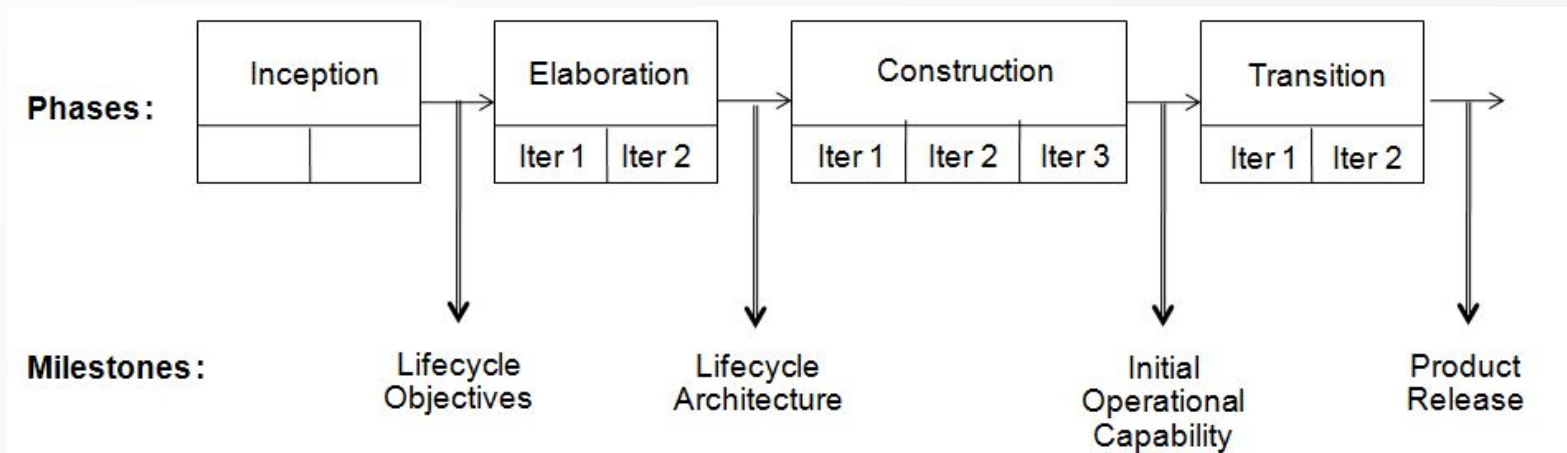 Inception
Elaboration
Construction
Transition
Phases:
Iter 1
Iter 2
Iter 1
Iter 2
Iter 3
Iter 1
Iter 2
Milestones:
Lifecycle
Objectives
Lifecycle
Architecture
Initial
Operational
Capability
Product
Release